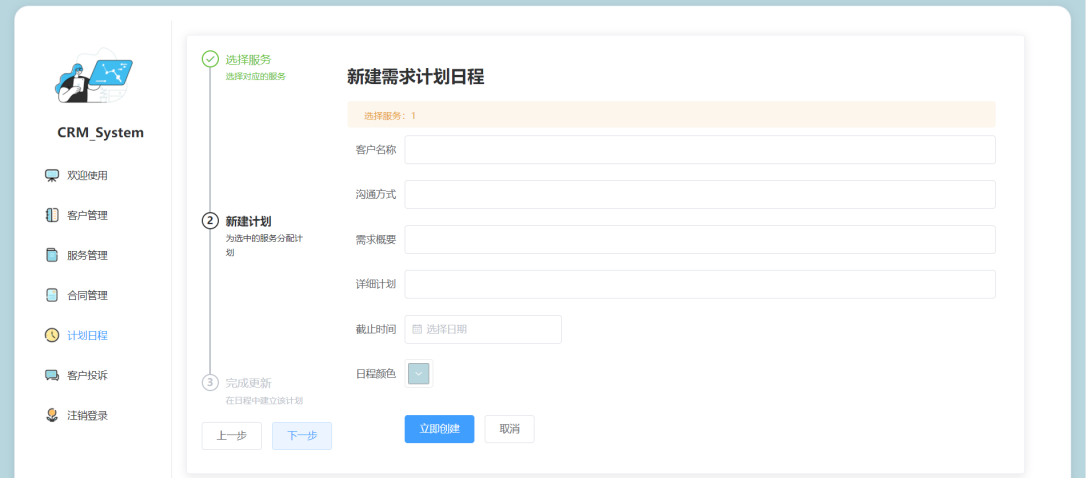 CRM_System
欢迎使用
客户管理
服务管理
合同管理
计划日程
客户投诉
注销登录
选择服务
选择对应的服务
2
新建计划
为选中的服务分配计
划
3
完成更新
在日程中建立该计划
上一步
下一步
新建需求计划日程
选择服务：1
客户名称
沟通方式
需求概要
详细计划
截止时间
选择日期
日程颜色
立即创建
取消